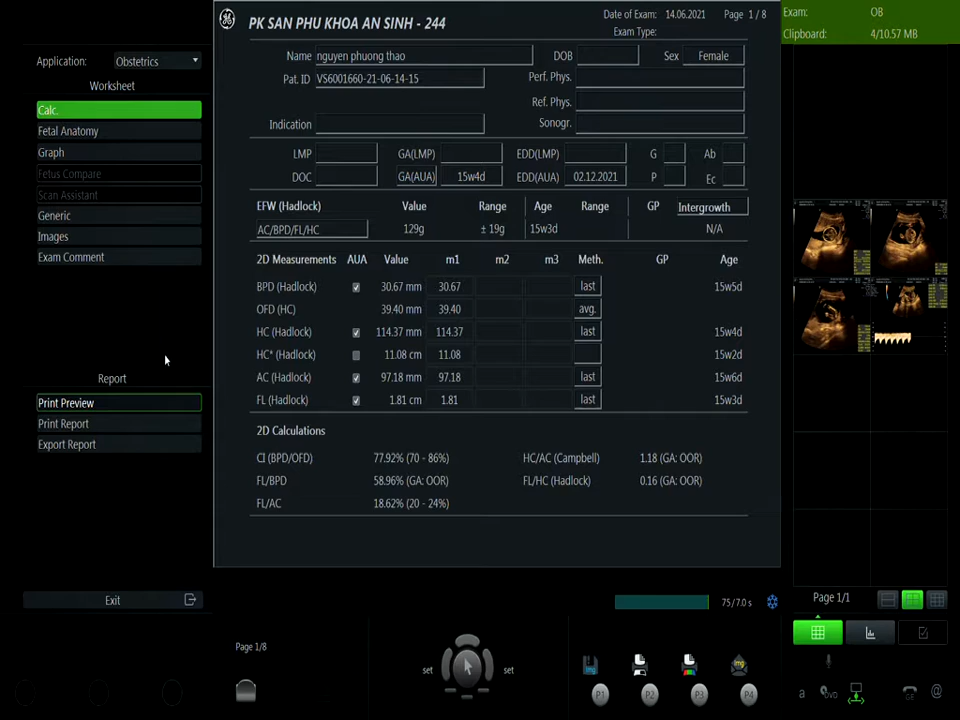 PK SAN PHU KHOA AN SINH - 244
Date of Exam: 14.06.2021 Page 1 / 8
Exam Type:
Exam: OB
Clipboard: 4/10.57 MB
Application: Obstetrics
Worksheet
Calc.
Fetal Anatomy
Graph
Fetus Compare
Scan Assistant
Generic
Images
Exam Comment
Report
Print Preview
Print Report
Export Report
Exit
Name nguyen phuong thao DOB Sex Female
Pat. ID VS6001660-21-06-14-15 Perf. Phys.
Ref. Phys.
Indication Sonogr.
LMP GA(LMP) EDD(LMP) G Ab
DOC GA(AUA) 15w4d EDD(AUA) 02.12.2021 P Ec
EFW (Hadlock) Value Range Age Range GP Intergrowth
AC/BPD/FL/HC 129g ± 19g 15w3d N/A
2D Measurements AUA Value m1 m2 m3 Meth. GP Age
BPD (Hadlock) 30.67 mm 30.67 last 15w5d
OFD (HC) 39.40 mm 39.40 avg.
HC (Hadlock) 114.37 mm 114.37 last 15w4d
HC* (Hadlock) 11.08 cm 11.08 15w2d
AC (Hadlock) 97.18 mm 97.18 last 15w6d
FL (Hadlock) 1.81 cm 1.81 last 15w3d
2D Calculations
CI (BPD/OFD) 77.92% (70 - 86%) HC/AC (Campbell) 1.18 (GA: OOR)
FL/BPD 58.96% (GA: OOR) FL/HC (Hadlock) 0.16 (GA: OOR)
FL/AC 18.62% (20 - 24%)
75/7.0 s
Page 1/1
Page 1/8
set set
P1 P2 P3 P4
Img
a DVD @